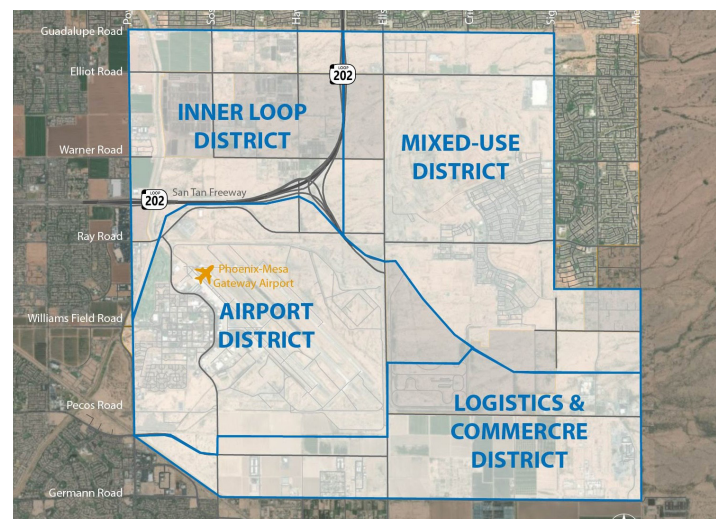 Guadalupe Road
Elliot Road
LOOP
202
INNER LOOP
DISTRICT
MIXED-USE
DISTRICT
Warner Road
San Tan Freeway
LOOP
202
Ray Road
Phoenix-Mesa
Gateway Airport
AIRPORT
DISTRICT
Williams Field Road
Pecos Road
LOGISTICS &
COMMERCRE
DISTRICT
Germann Road